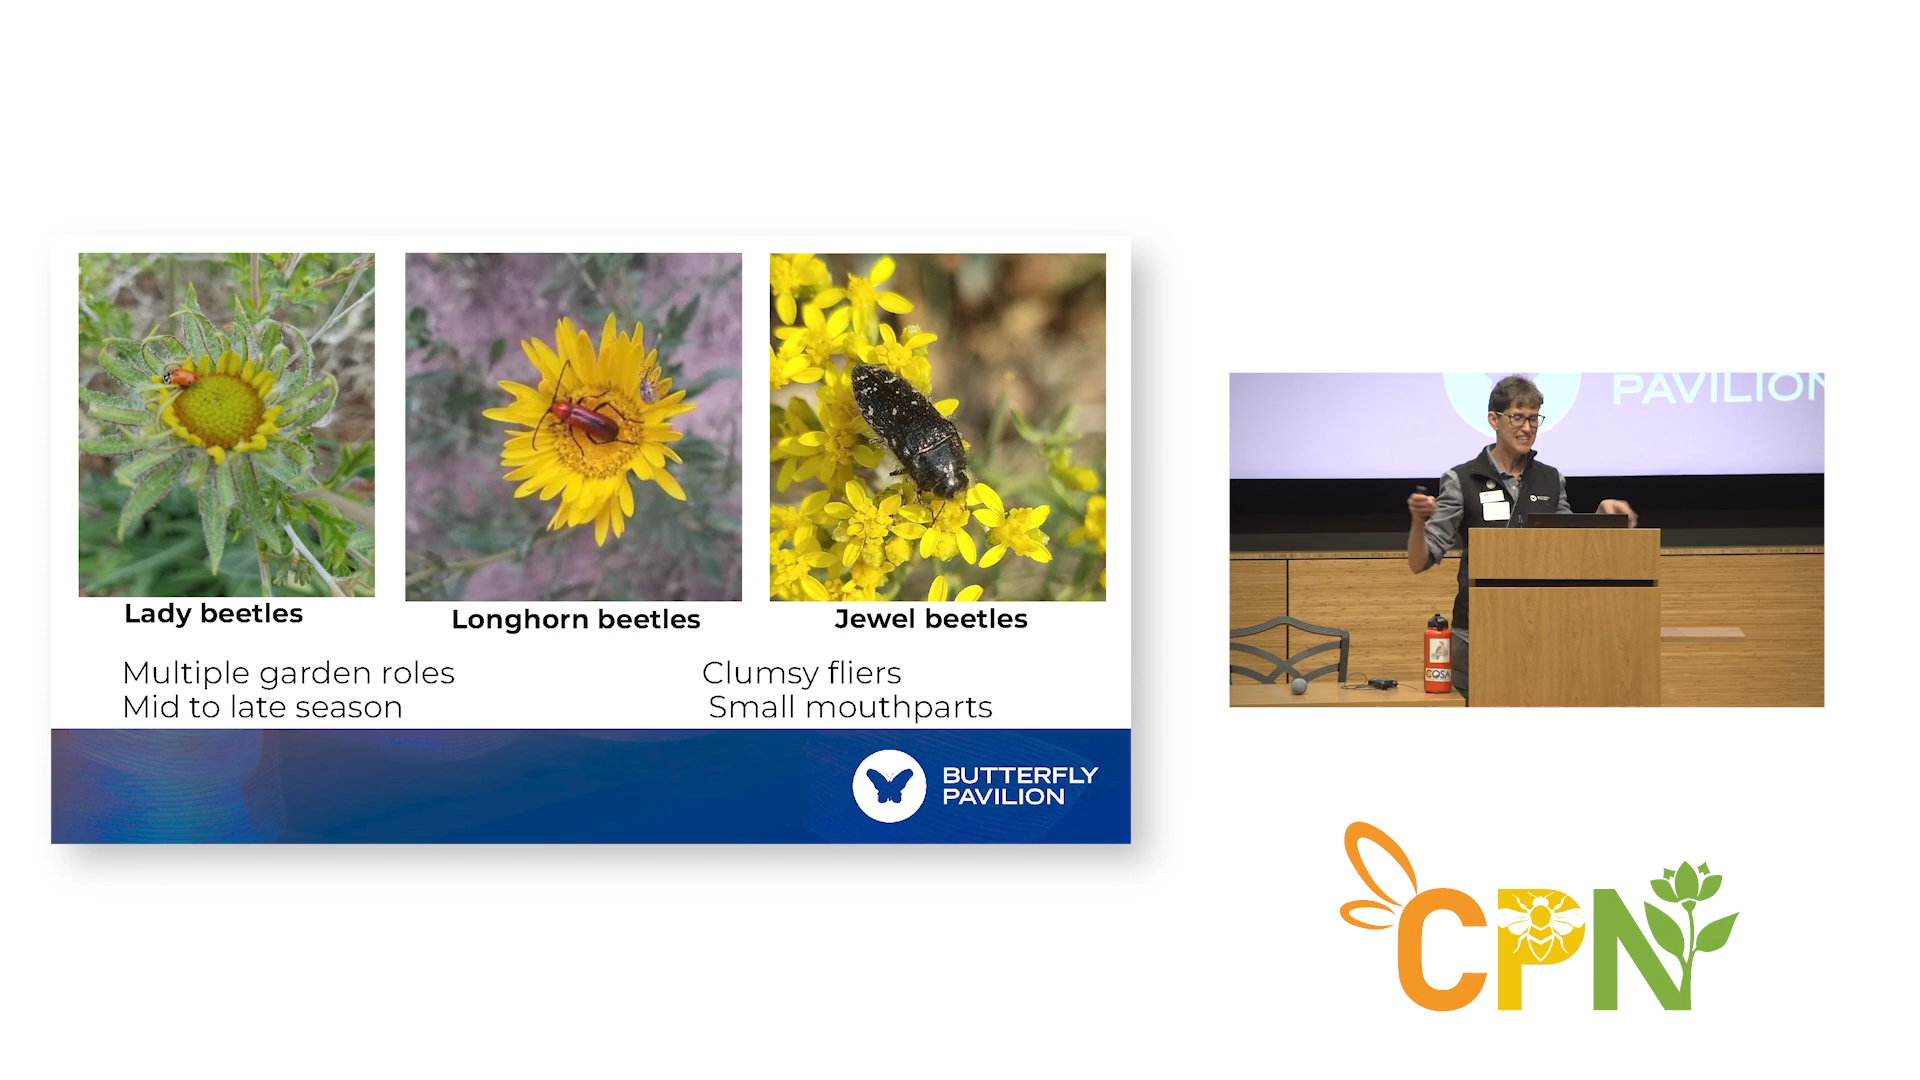 Lady beetles
Longhorn beetles
Jewel beetles
Multiple garden roles
Mid to late season
Clumsy fliers
Small mouthparts
BUTTERFLY
PAVILION
PAVILION
COSA
CPN